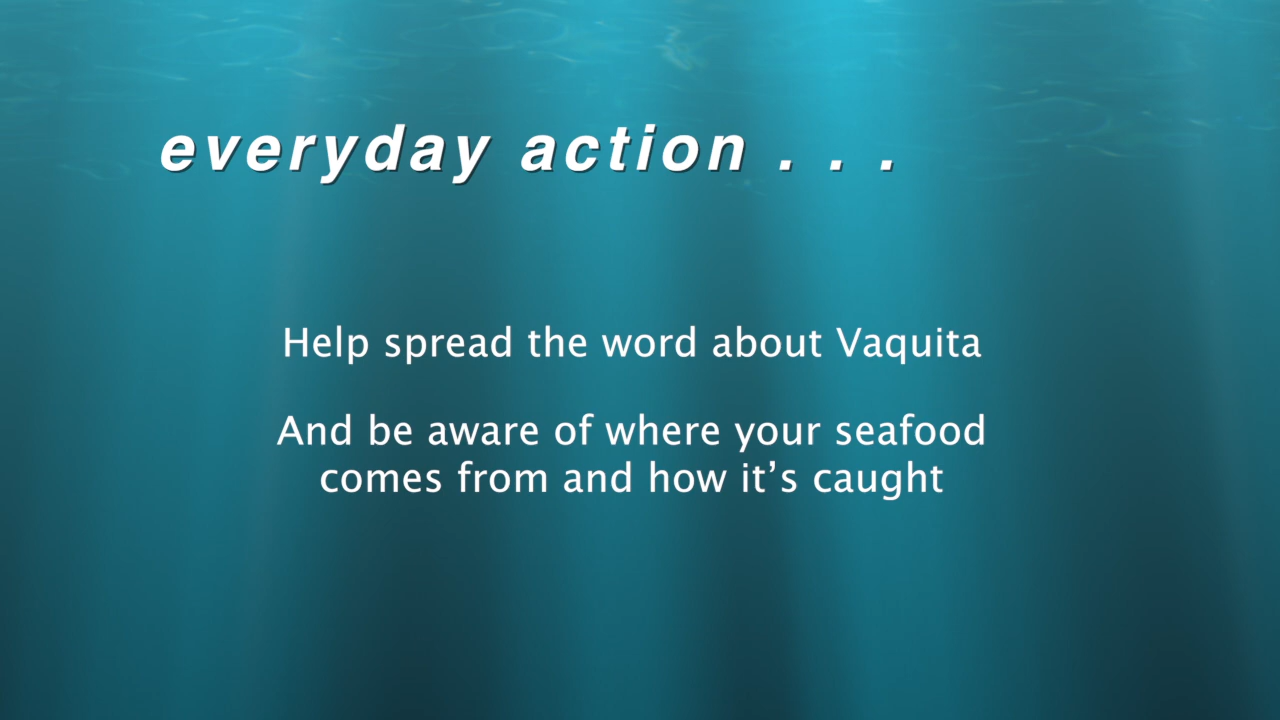 everyday action . . .
Help spread the word about Vaquita
And be aware of where your seafood
comes from and how it’s caught